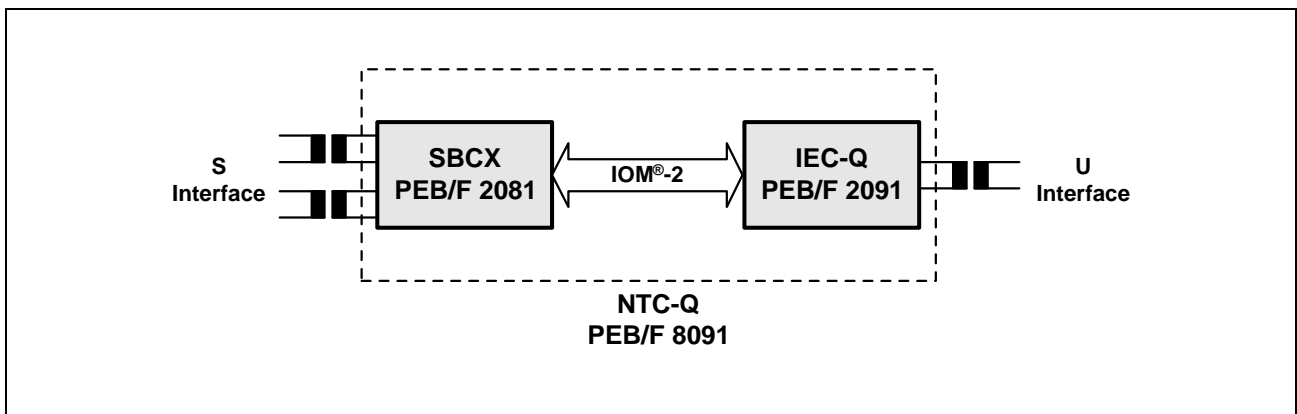 S
Interface
SBCX
PEB/F 2081
IOM®-2
IEC-Q
PEB/F 2091
U
Interface
NTC-Q
PEB/F 8091